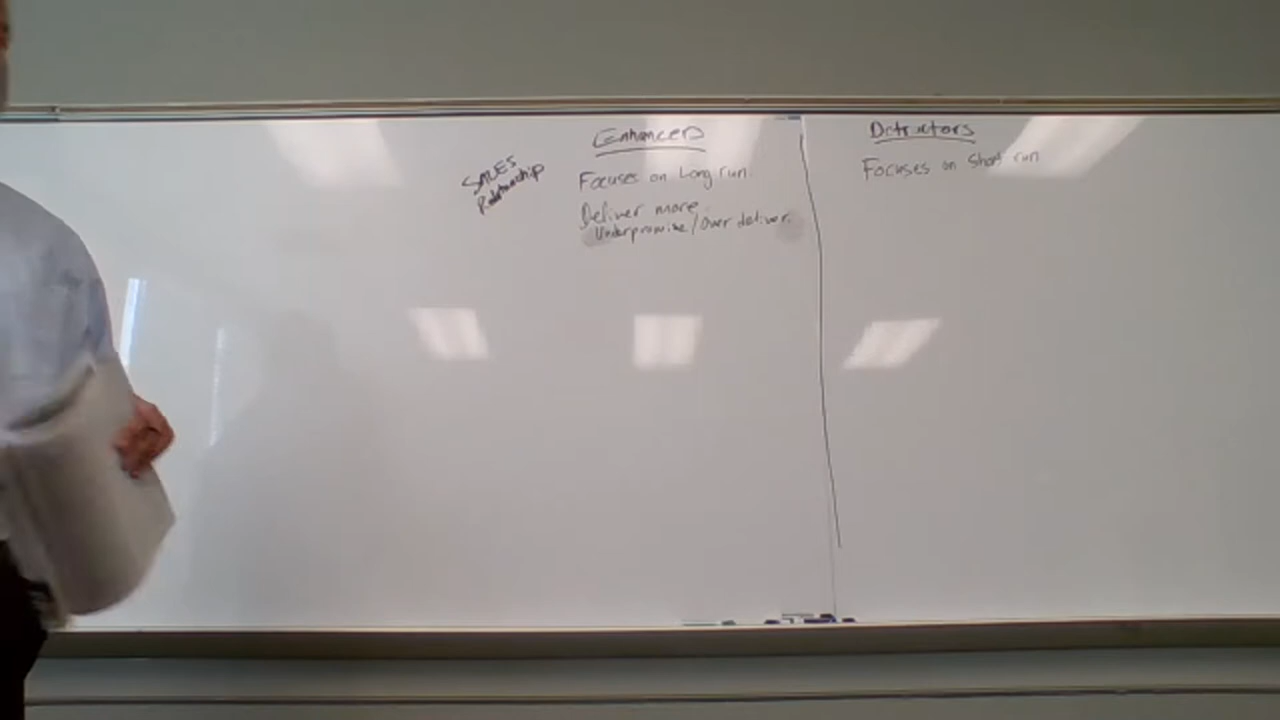 Enhancers
SALES
Relationship
Focuses on Long run
Deliver more
Underpromise/Over deliver.
Detractors
Focuses on Short run